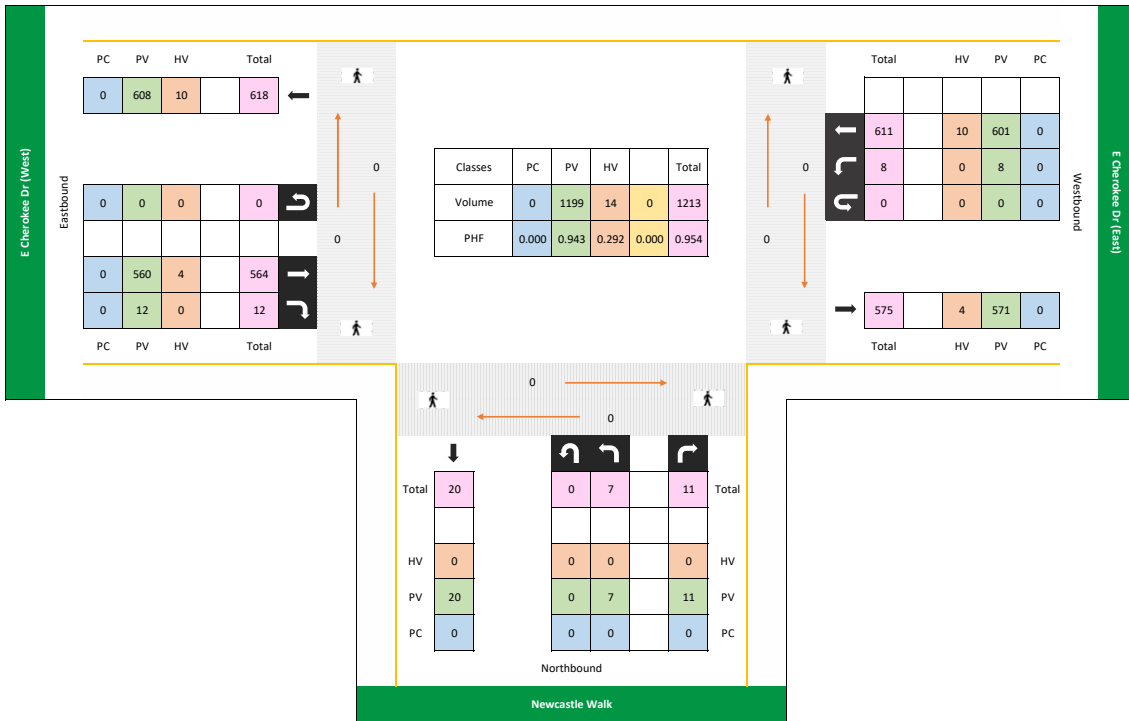 E Cherokee Dr (West)
Eastbound
PC PV HV Total
0 608 10 618
0 0 0 0
0 560 4 564
0 12 0 12
PC PV HV Total
0
0
Classes PC PV HV Total
Volume 0 1199 14 0 1213
PHF 0.000 0.943 0.292 0.000 0.954
0
0
Total HV PV PC
611 10 601 0
8 0 8 0
0 0 0 0
575 4 571 0
Total HV PV PC
Westbound
E Cherokee Dr (East)
0
0
Total 20 0 7 11 Total
HV 0 0 0 0 HV
PV 20 0 7 11 PV
PC 0 0 0 0 PC
Northbound
Newcastle Walk